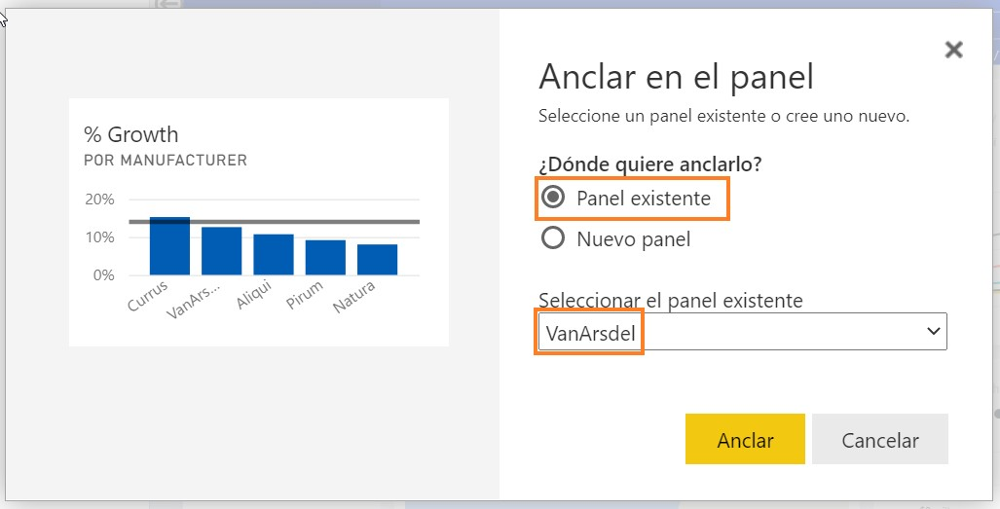 % Growth
POR MANUFACTURER
20%
10%
0%
Currus
VanArs...
Aliqui
Pirum
Natura
Anclar en el panel
Seleccione un panel existente o cree uno nuevo.
¿Dónde quiere anclarlo?
Panel existente
Nuevo panel
Seleccionar el panel existente
VanArsdel
Anclar Cancelar